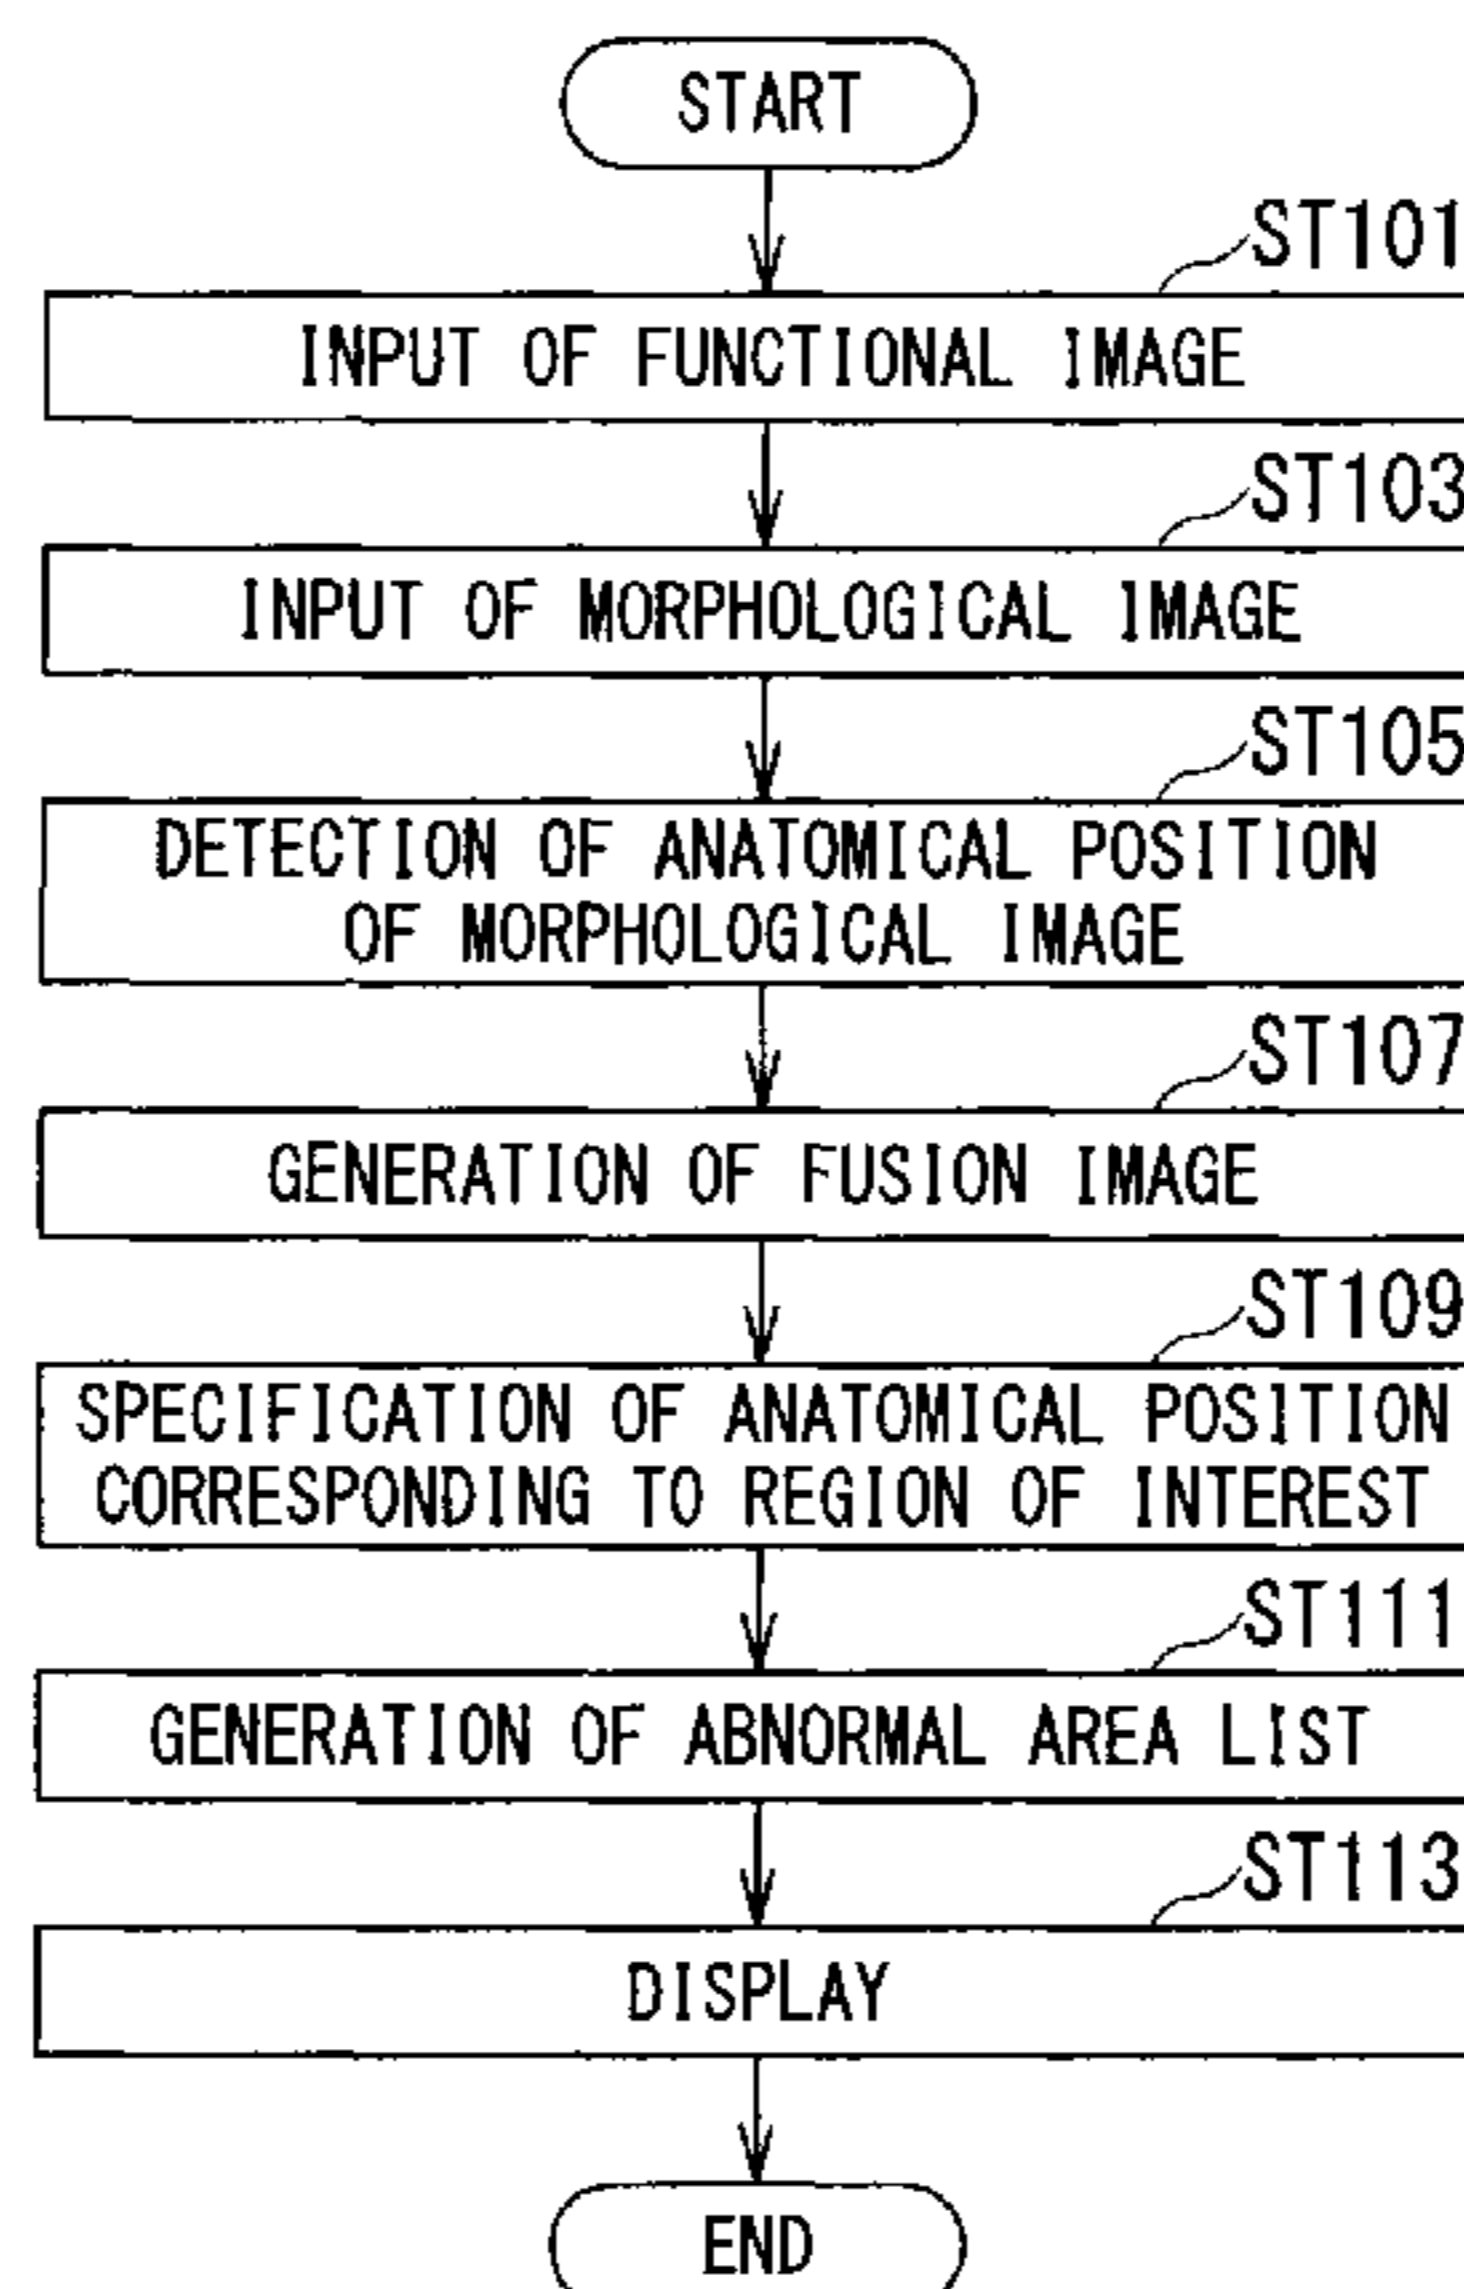 START
ST101
INPUT OF FUNCTIONAL IMAGE
ST103
INPUT OF MORPHOLOGICAL IMAGE
ST105
DETECTION OF ANATOMICAL POSITION
OF MORPHOLOGICAL IMAGE
ST107
GENERATION OF FUSION IMAGE
ST109
SPECIFICATION OF ANATOMICAL POSITION
CORRESPONDING TO REGION OF INTEREST
ST111
GENERATION OF ABNORMAL AREA LIST
ST113
DISPLAY
END